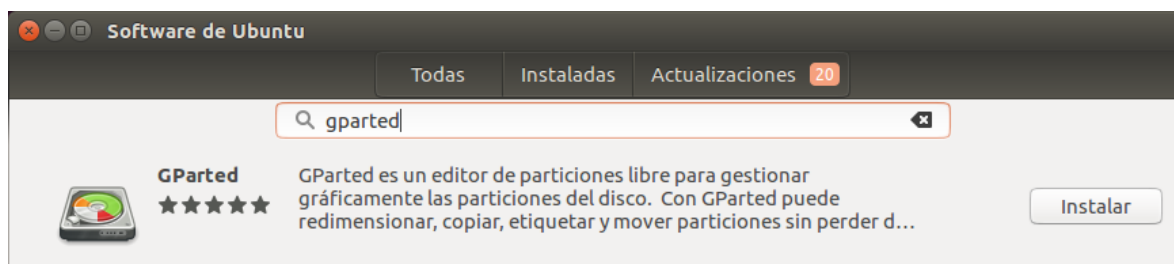 Software de Ubuntu
Todas Instaladas Actualizaciones 20
gparted
GParted
GParted es un editor de particiones libre para gestionar
gráficamente las particiones del disco. Con GParted puede
redimensionar, copiar, etiquetar y mover particiones sin perder d...
Instalar